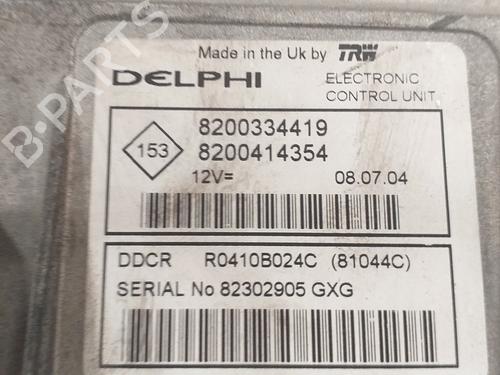 Made in the Uk by TRW
DELPHI
ELECTRONIC
CONTROL UNIT
153
8200334419
8200414354
12V=
08.07.04
DDCR R0410B024C (81044C)
SERIAL No 82302905 GXG
B-PARTS